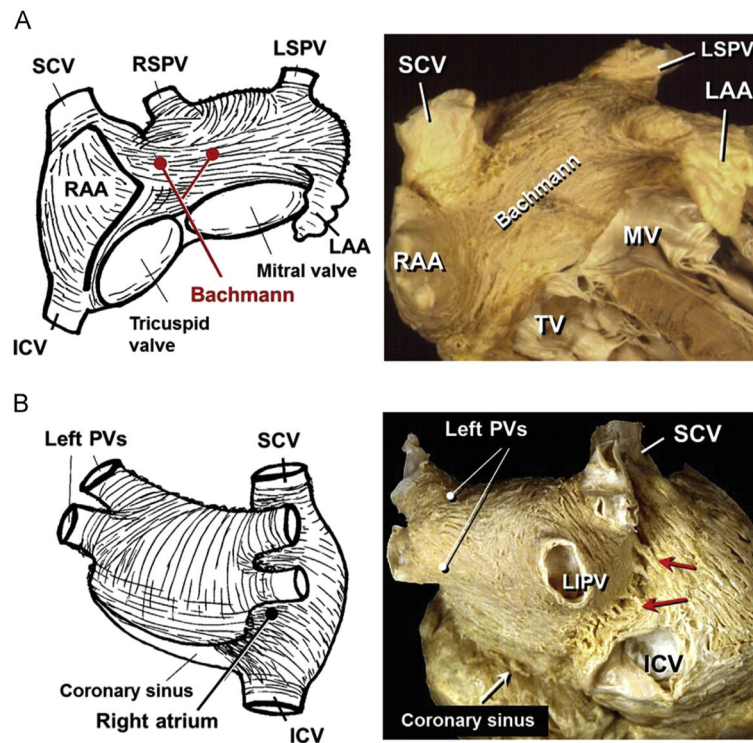 A
SCV
RSPV
LSPV
RAA
LAA
Mitral valve
Bachmann
Tricuspid
valve
ICV
SCV
LSPV
LAA
Bachmann
MV
RAA
TV
B
Left PVs
SCV
Coronary sinus
Right atrium
ICV
Left PVs
SCV
LIPV
ICV
Coronary sinus